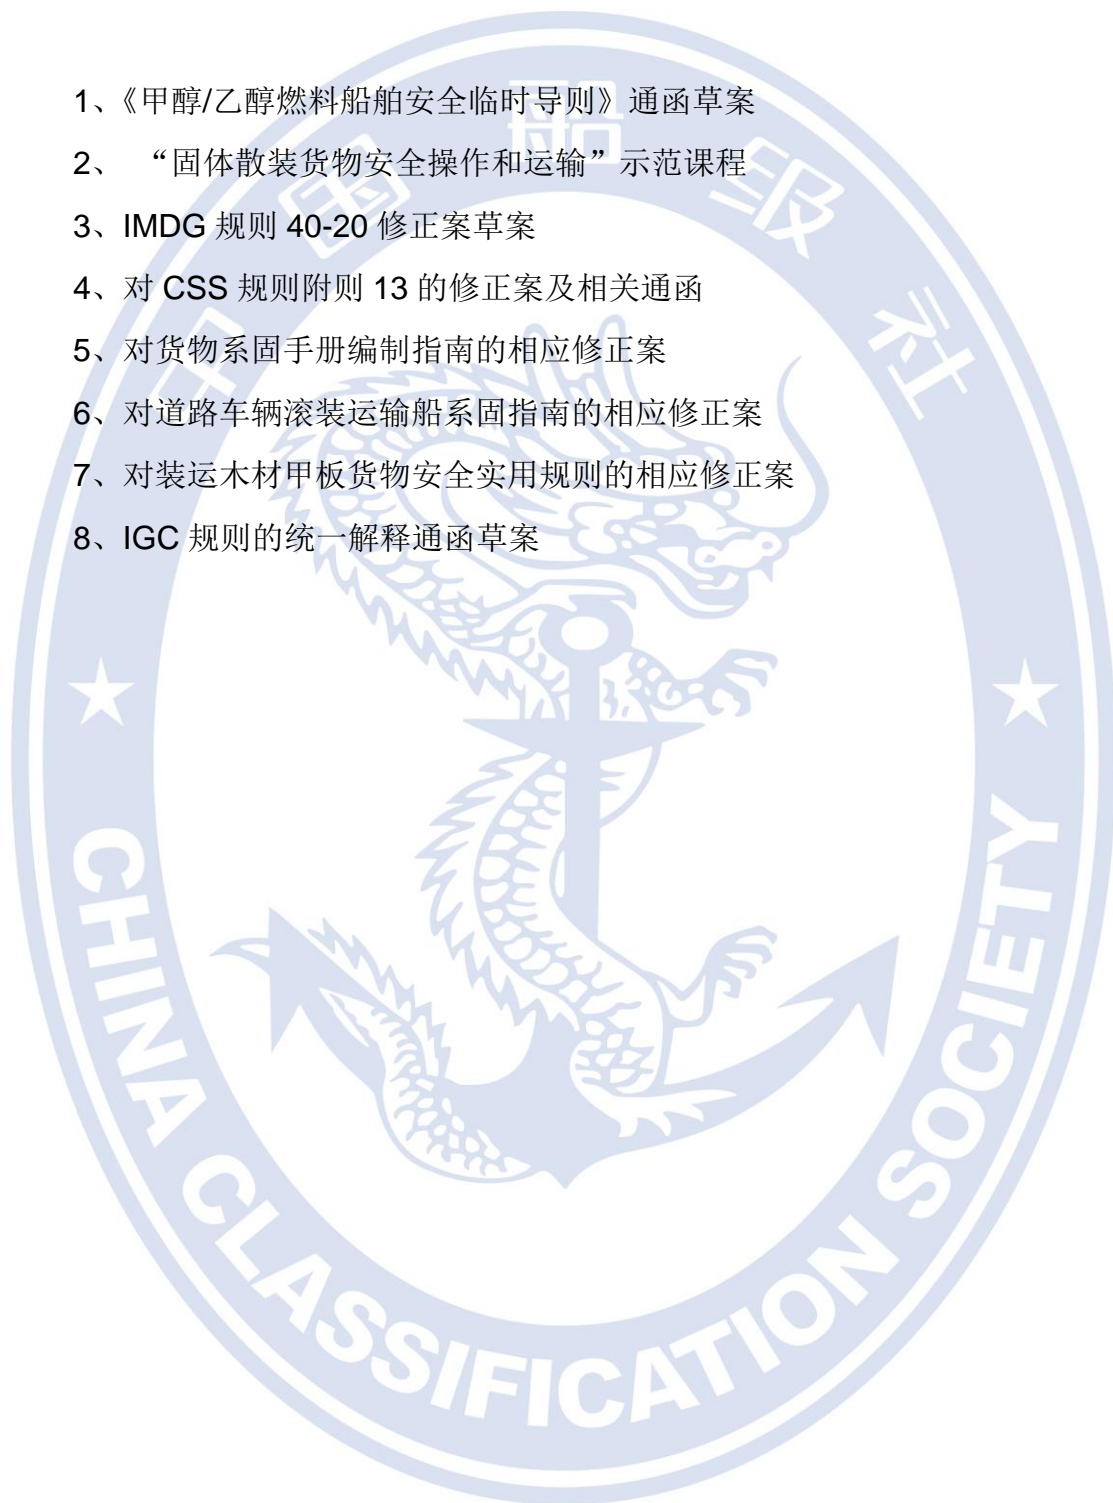 1、《甲醇/乙醇燃料船舶安全临时导则》通函草案
2、 “固体散装货物安全操作和运输”示范课程
3、IMDG 规则 40-20 修正案草案
4、对 CSS 规则附则 13 的修正案及相关通函
5、对货物系固手册编制指南的相应修正案
6、对道路车辆滚装运输船系固指南的相应修正案
7、对装运木材甲板货物安全实用规则的相应修正案
8、IGC 规则的统一解释通函草案
中国船级社
CHINA CLASSIFICATION SOCIETY